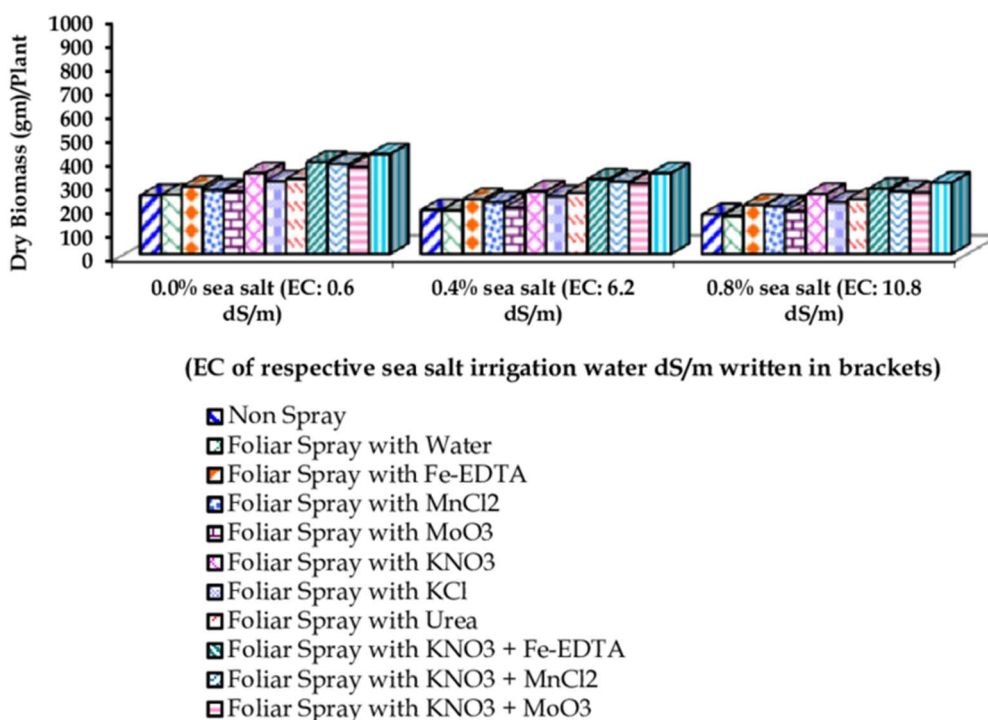 Dry Biomass (gm)/Plant
1000
900
800
700
600
500
400
300
200
100
0
0.0% sea salt (EC: 0.6 dS/m)
0.4% sea salt (EC: 6.2 dS/m)
0.8% sea salt (EC: 10.8 dS/m)
(EC of respective sea salt irrigation water dS/m written in brackets)
Non Spray
Foliar Spray with Water
Foliar Spray with Fe-EDTA
Foliar Spray with MnCl2
Foliar Spray with MoO3
Foliar Spray with KNO3
Foliar Spray with KCl
Foliar Spray with Urea
Foliar Spray with KNO3 + Fe-EDTA
Foliar Spray with KNO3 + MnCl2
Foliar Spray with KNO3 + MoO3